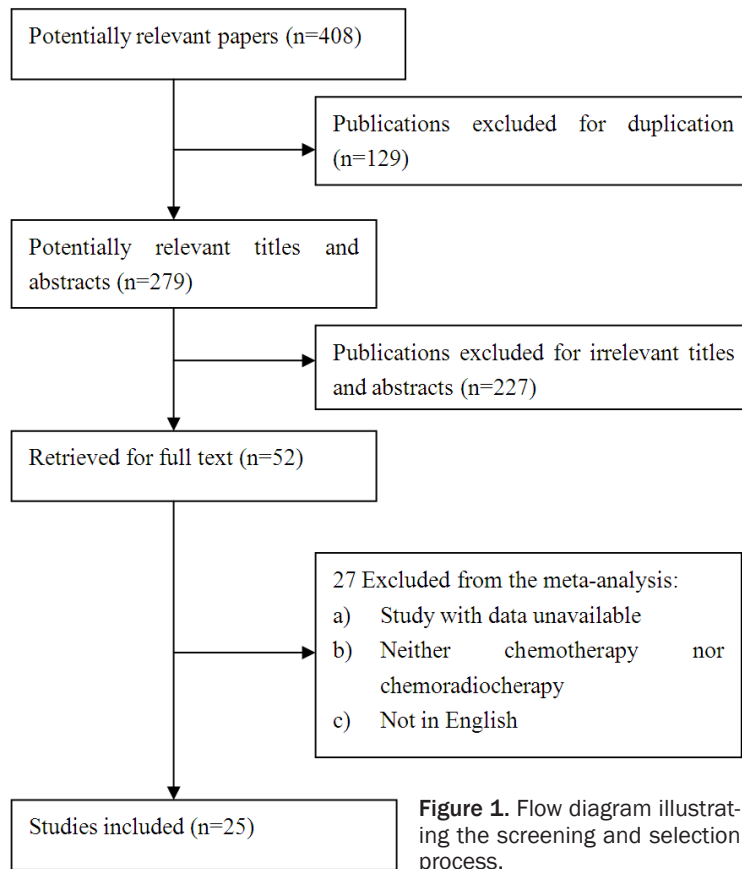 Potentially relevant papers (n=408)
Publications excluded for duplication
(n=129)
Potentially relevant titles and
abstracts (n=279)
Publications excluded for irrelevant titles
and abstracts (n=227)
Retrieved for full text (n=52)
27 Excluded from the meta-analysis:
a) Study with data unavailable
b) Neither chemotherapy nor
chemoradiocherapy
c) Not in English
Studies included (n=25)
Figure 1. Flow diagram illustrat-
ing the screening and selection
process.